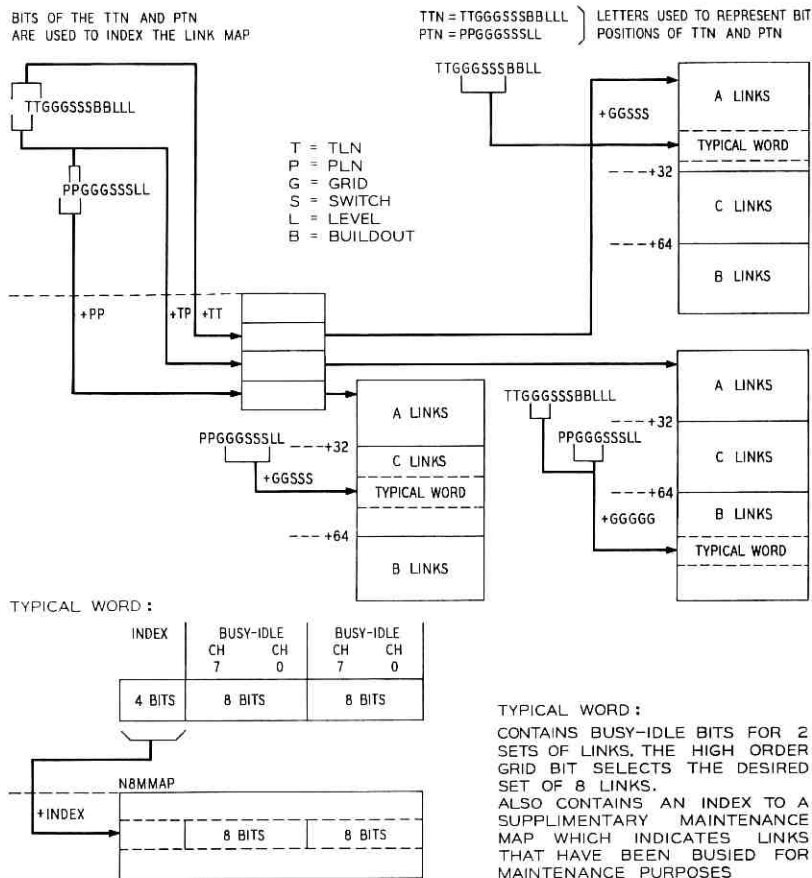 BITS OF THE TTN AND PTN
ARE USED TO INDEX THE LINK MAP
TTN = TTGGGSSSBBLLL
PTN = PPGGGSSSLL
LETTERS USED TO REPRESENT BIT
POSITIONS OF TTN AND PTN
TTGGGSSSBBLLL
PPGGGSSSLL
T = TLN
P = PLN
G = GRID
S = SWITCH
L = LEVEL
B = BUILDOUT
TTGGGSSSBBLL
+GGSSS
A LINKS
TYPICAL WORD
+32
C LINKS
+64
B LINKS
+PP
+TP
+TT
PPGGGSSSLL
+GGSSS
A LINKS
+32
C LINKS
TYPICAL WORD
+64
B LINKS
TTGGGSSSBBLLL
PPGGGSSSLL
+GGGGG
A LINKS
+32
C LINKS
+64
B LINKS
TYPICAL WORD
TYPICAL WORD :
INDEX BUSY-IDLE BUSY-IDLE
CH CH CH CH
7 0 7 0
4 BITS 8 BITS 8 BITS
N8MMAP
+INDEX
8 BITS 8 BITS
TYPICAL WORD :
CONTAINS BUSY-IDLE BITS FOR 2
SETS OF LINKS. THE HIGH ORDER
GRID BIT SELECTS THE DESIRED
SET OF 8 LINKS.
ALSO CONTAINS AN INDEX TO A
SUPPLIMENTARY MAINTENANCE
MAP WHICH INDICATES LINKS
THAT HAVE BEEN BUSIED FOR
MAINTENANCE PURPOSES